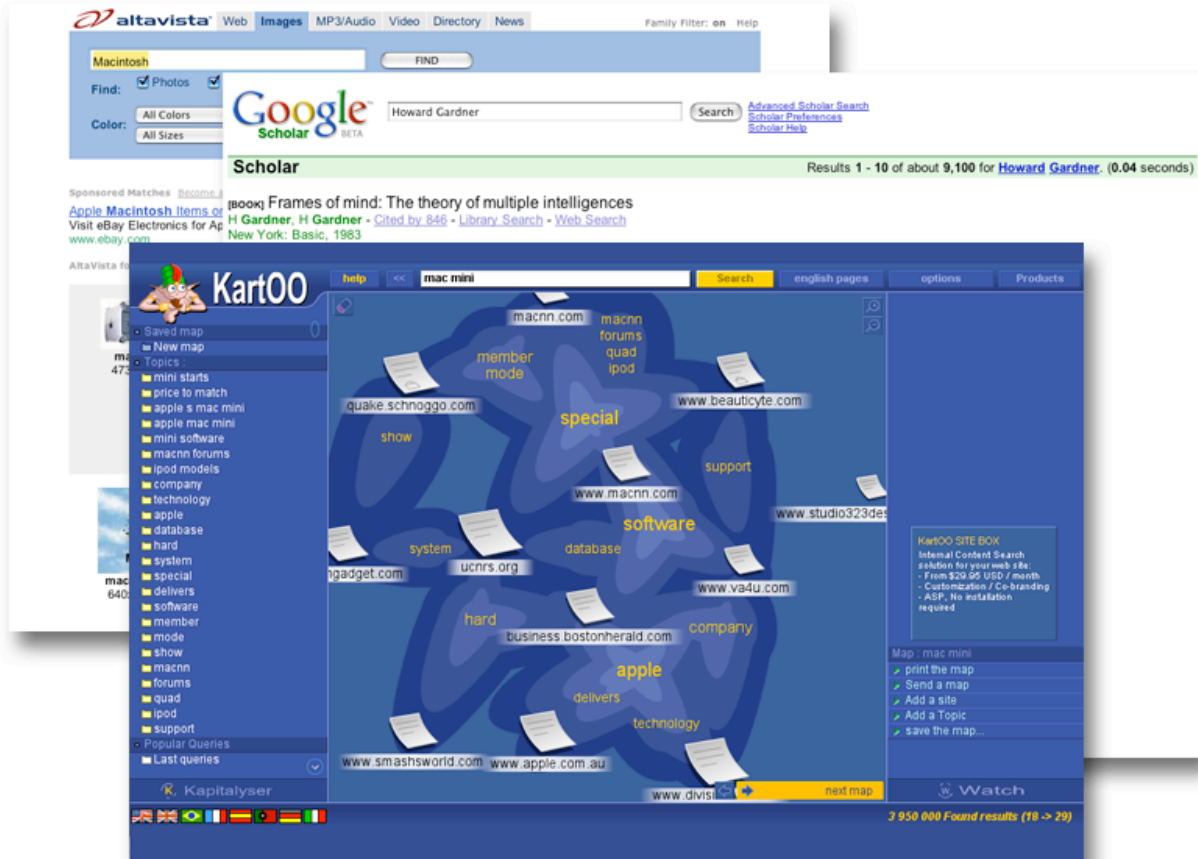 altavista Web Images MP3/Audio Video Directory News Family Filter: on Help
Macintosh FIND
Find: Photos
Color: All Colors
All Sizes
Sponsored Matches Become a
Apple Macintosh Items or
Visit eBay Electronics for Ap
www.ebay.com
AltaVista fo
ma
473
mac
640
Google Scholar BETA
Howard Gardner Search
Advanced Scholar Search
Scholar Preferences
Scholar Help
Scholar Results 1 - 10 of about 9,100 for Howard Gardner. (0.04 seconds)
[BOOK] Frames of mind: The theory of multiple intelligences
H Gardner, H Gardner - Cited by 846 - Library Search - Web Search
New York: Basic, 1983
KartOO help << mac mini Search english pages options Products
Saved map
New map
Topics :
mini starts
price to match
apple s mac mini
apple mac mini
mini software
macnn forums
ipod models
company
technology
apple
database
hard
system
special
delivers
software
member
mode
show
macnn
forums
quad
ipod
support
Popular Queries
Last queries
Kapitalyser
macnn.com
macnn
forums
quad
ipod
member
mode
quake.schnoggo.com
www.beauticyte.com
special
show
support
www.macnn.com
www.studio323des
software
system
database
ngadget.com
ucnrs.org
www.va4u.com
hard
business.bostonherald.com
company
apple
delivers
technology
www.smashsworld.com
www.apple.com.au
www.divisi
next map
KartOO SITE BOX
Internal Content Search
solution for your web site:
- From $29.95 USD / month
- Customization / Co-branding
- ASP, No installation
required
Map : mac mini
print the map
Send a map
Add a site
Add a Topic
save the map...
Watch
3 950 000 Found results (18 -> 29)